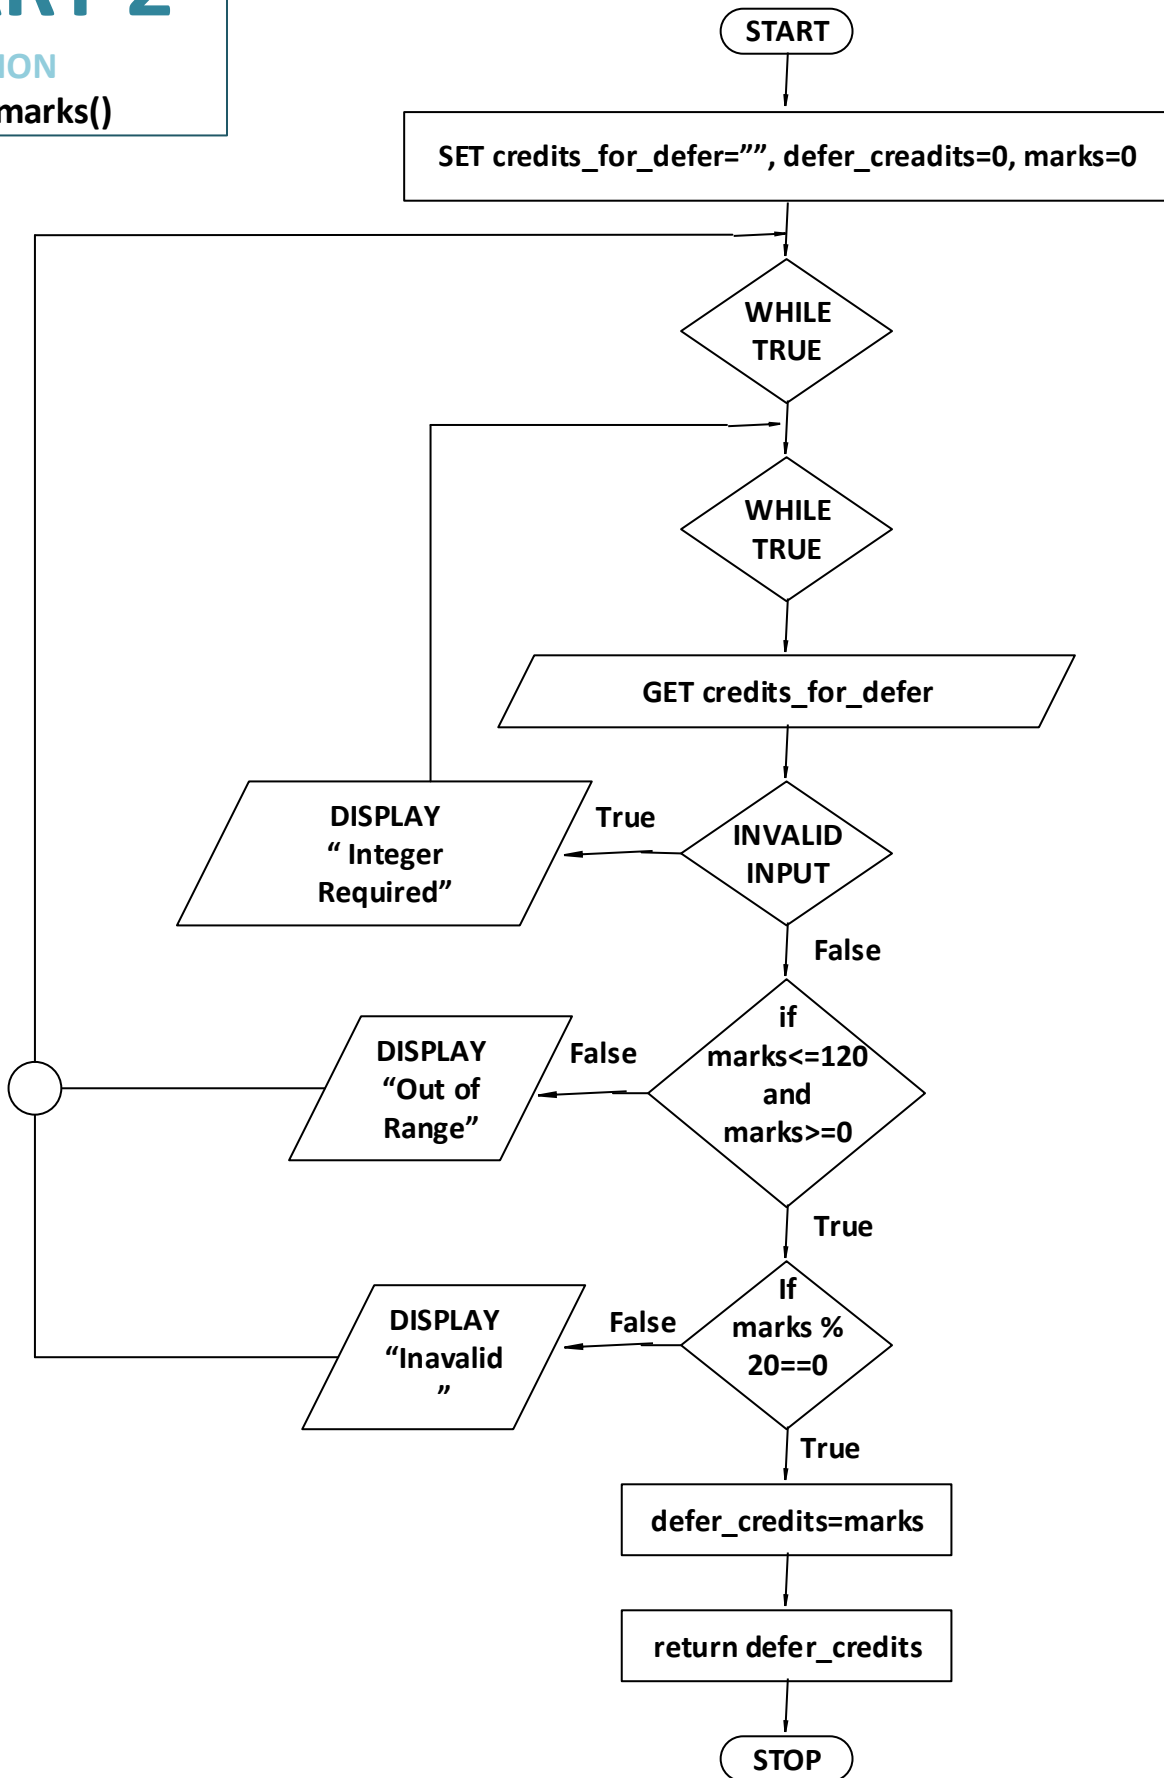 2
marks()
START
SET credits_for_defer="”, defer_creadits=0, marks=0
WHILE
TRUE
WHILE
TRUE
GET credits_for_defer
DISPLAY
“ Integer
Required”
True
INVALID
INPUT
False
DISPLAY
“Out of
Range”
False
if
marks<=120
and
marks>=0
True
DISPLAY
“Inavalid
”
False
If
marks %
20==0
True
defer_credits=marks
return defer_credits
STOP